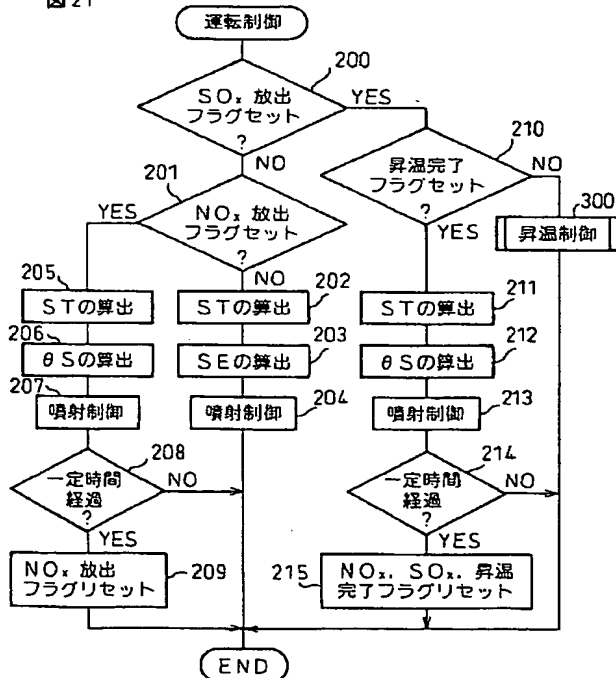 図21
運転制御
200
SOx 放出
フラグセット
?
YES
NO
210
昇温完了
フラグセット
?
NO
YES
300
昇温制御
201
NOx 放出
フラグセット
?
YES
NO
205
STの算出
206
θSの算出
207
噴射制御
208
一定時間
経過
?
NO
YES
NOx 放出
フラグリセット
209
STの算出
202
SEの算出
203
噴射制御
204
STの算出
211
θSの算出
212
噴射制御
213
一定時間
経過
?
214
NO
YES
215
NOx, SOx, 昇温
完了フラグリセット
END